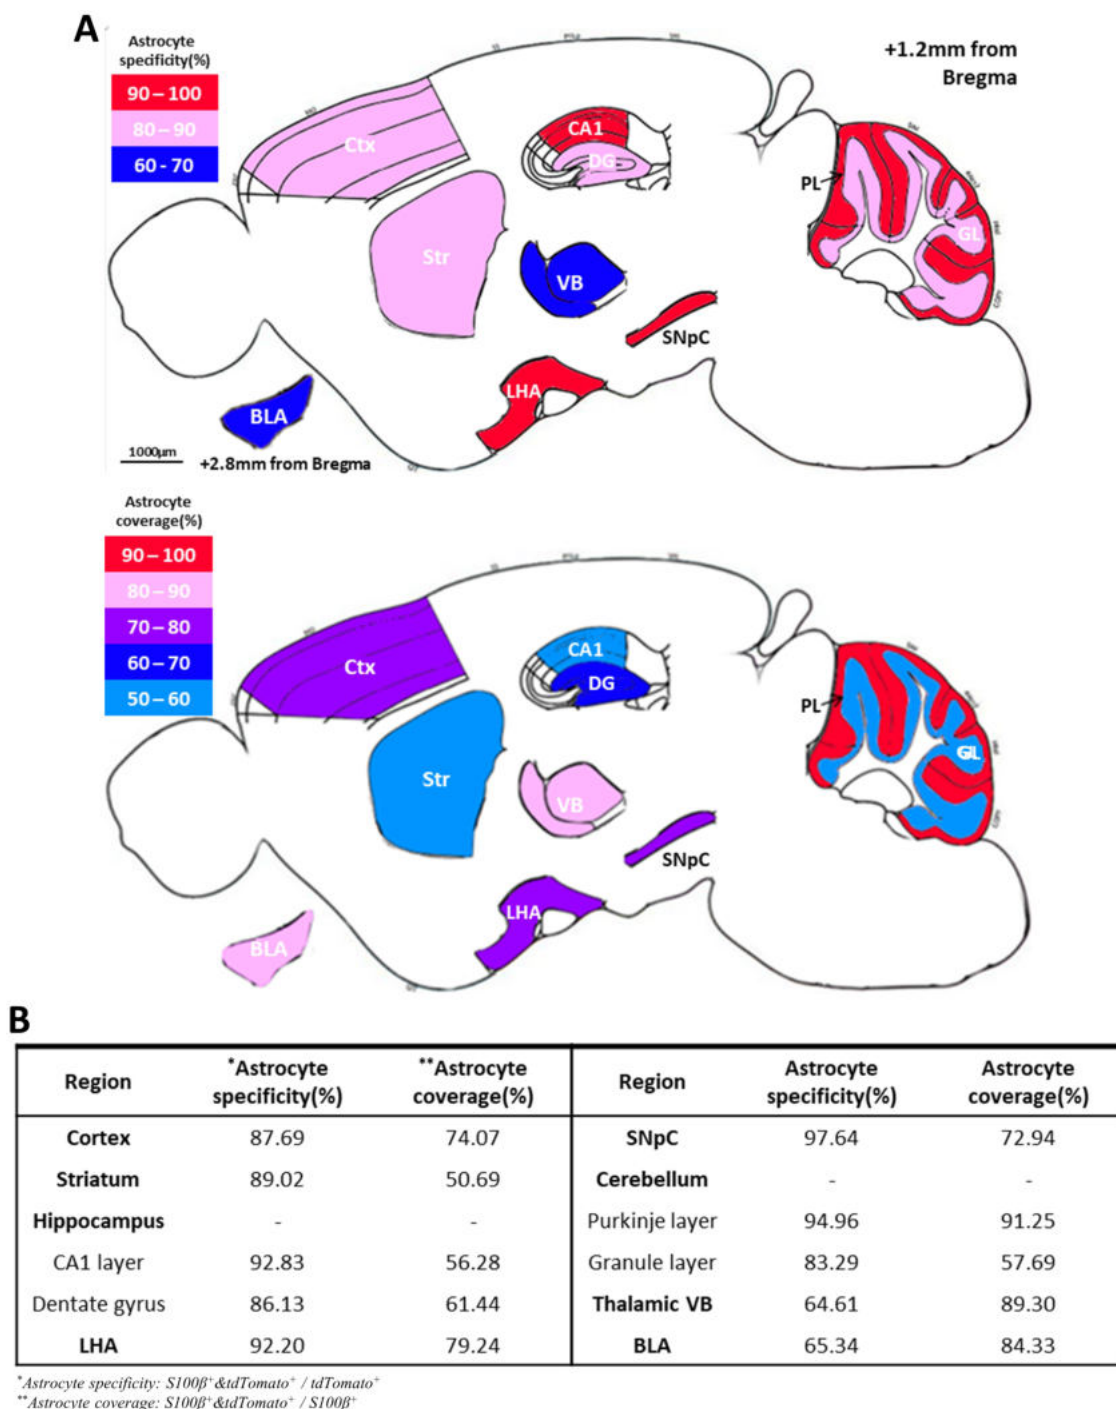 A
Astrocyte
specificity(%)
90 – 100
80 – 90
60 - 70
+1.2mm from
Bregma
Ctx
CA1
DG
PL
GL
Str
VB
SNpC
LHA
BLA
1000µm
+2.8mm from Bregma
Astrocyte
coverage(%)
90 – 100
80 – 90
70 – 80
60 – 70
50 – 60
Ctx
CA1
DG
PL
GL
Str
VB
SNpC
LHA
BLA
B
Region *Astrocyte specificity(%) **Astrocyte coverage(%) Region Astrocyte specificity(%) Astrocyte coverage(%)
Cortex 87.69 74.07 SNpC 97.64 72.94
Striatum 89.02 50.69 Cerebellum - -
Hippocampus - - Purkinje layer 94.96 91.25
CA1 layer 92.83 56.28 Granule layer 83.29 57.69
Dentate gyrus 86.13 61.44 Thalamic VB 64.61 89.30
LHA 92.20 79.24 BLA 65.34 84.33
*Astrocyte specificity: S100β⁺&tdTomato⁺ / tdTomato⁺
**Astrocyte coverage: S100β⁺&tdTomato⁺ / S100β⁺